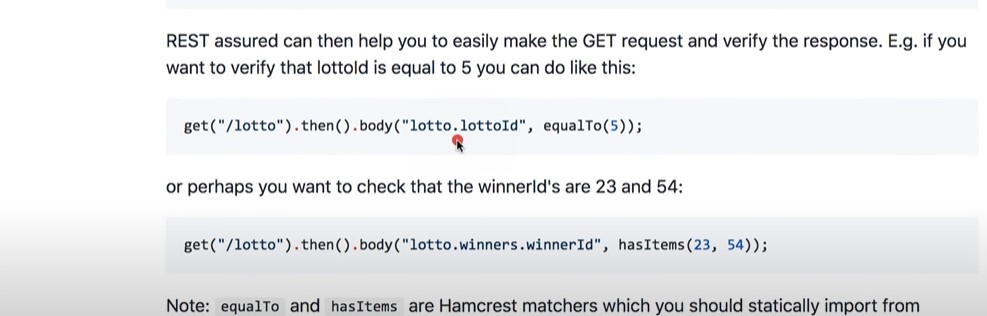 REST assured can then help you to easily make the GET request and verify the response. E.g. if you
want to verify that lottoId is equal to 5 you can do like this:
get("/lotto").then().body("lotto.lottoId", equalTo(5));
or perhaps you want to check that the winnerId's are 23 and 54:
get("/lotto").then().body("lotto.winners.winnerId", hasItems(23, 54));
Note: equalTo and hasItems are Hamcrest matchers which you should statically import from